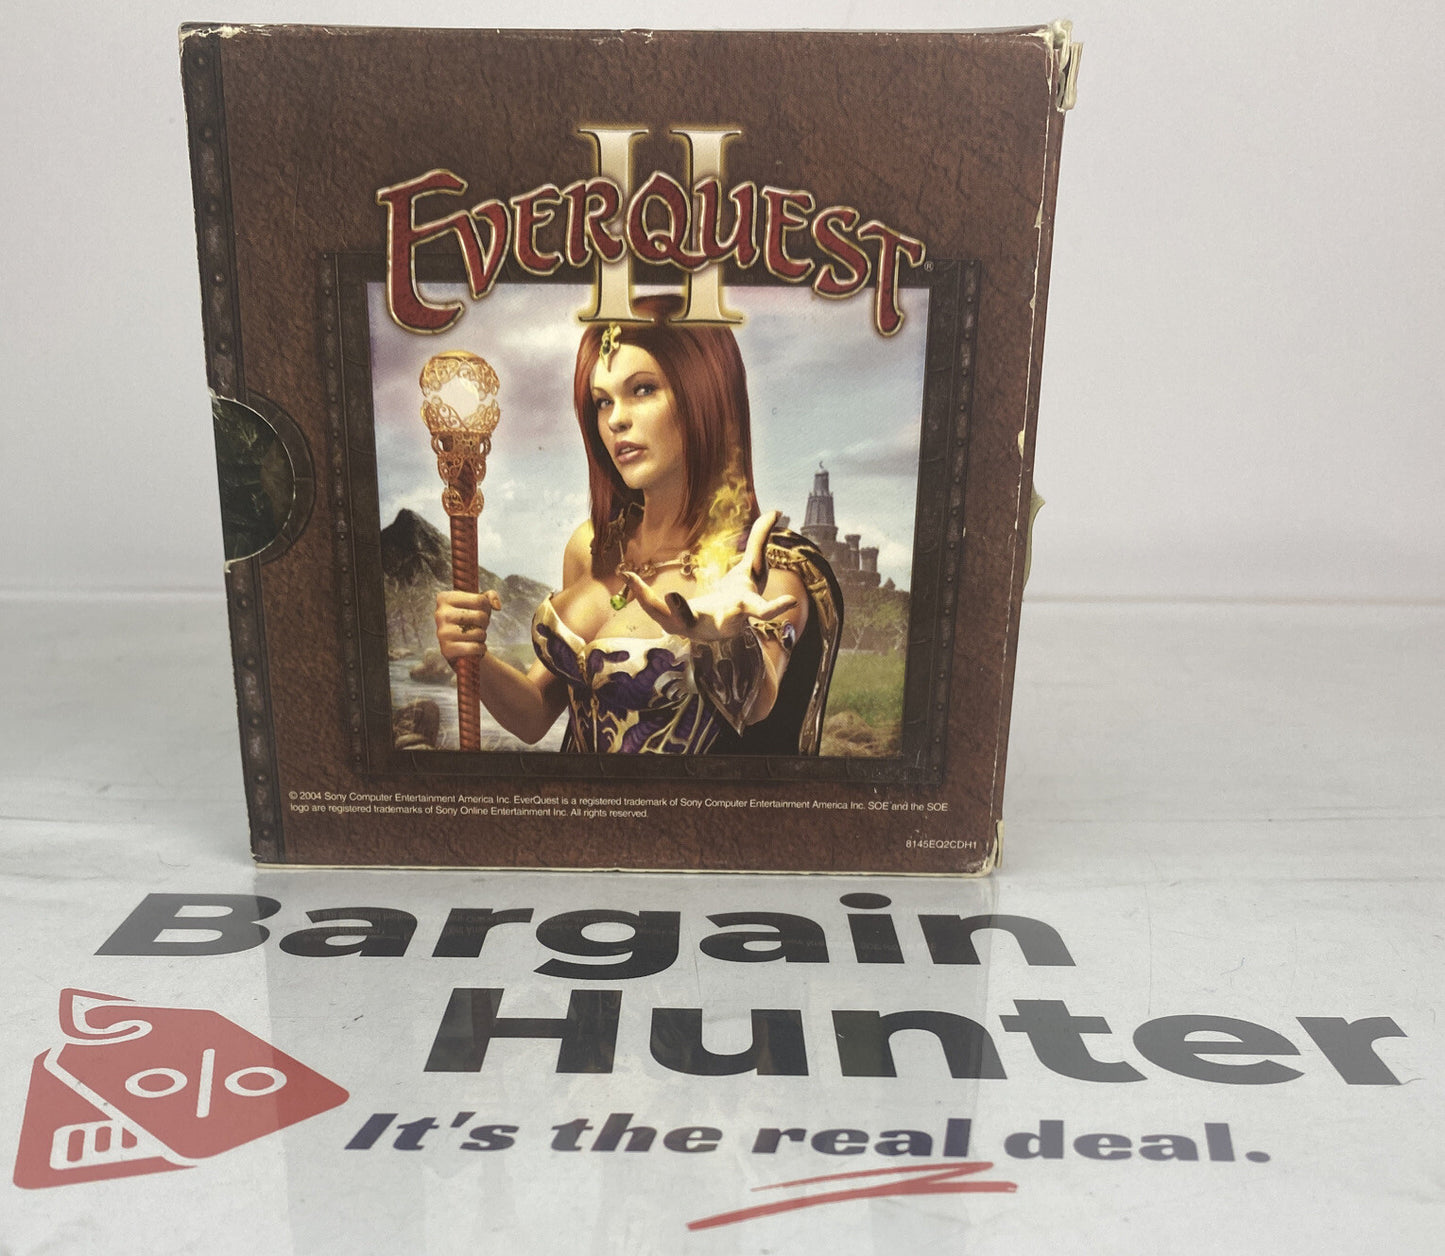 II
EVERQUEST®
© 2004 Sony Computer Entertainment America Inc. EverQuest is a registered trademark of Sony Computer Entertainment America Inc. SOE and the SOE
logo are registered trademarks of Sony Online Entertainment Inc. All rights reserved.
8145EQ2CDH1
Bargain
Hunter
%
It's the real deal.